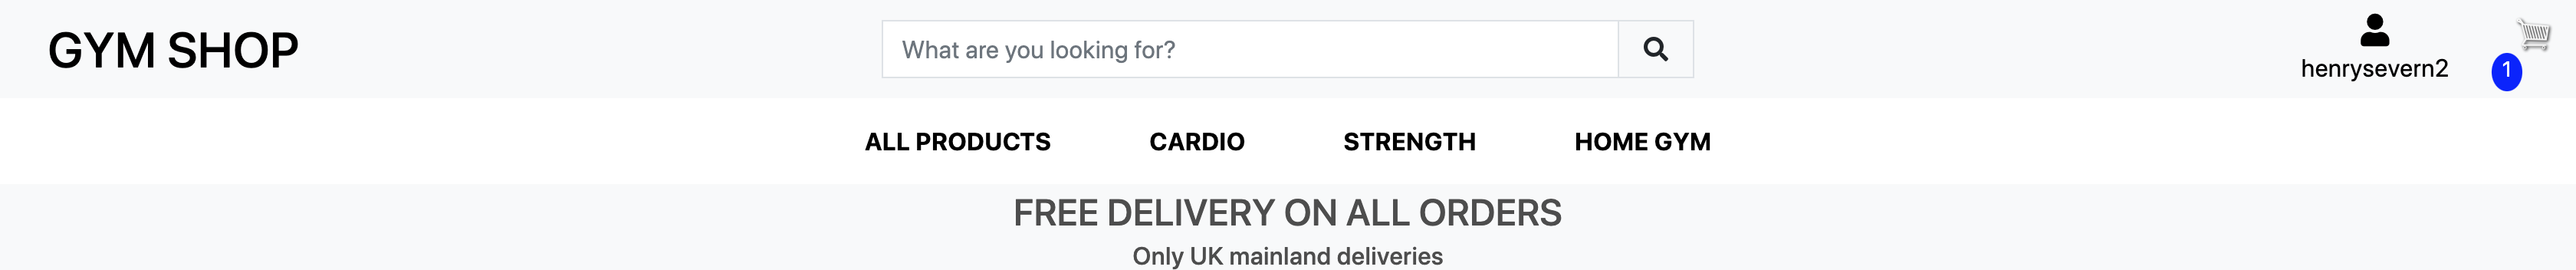 GYM SHOP
What are you looking for?
henrysevern2
1
ALL PRODUCTS CARDIO STRENGTH HOME GYM
FREE DELIVERY ON ALL ORDERS
Only UK mainland deliveries